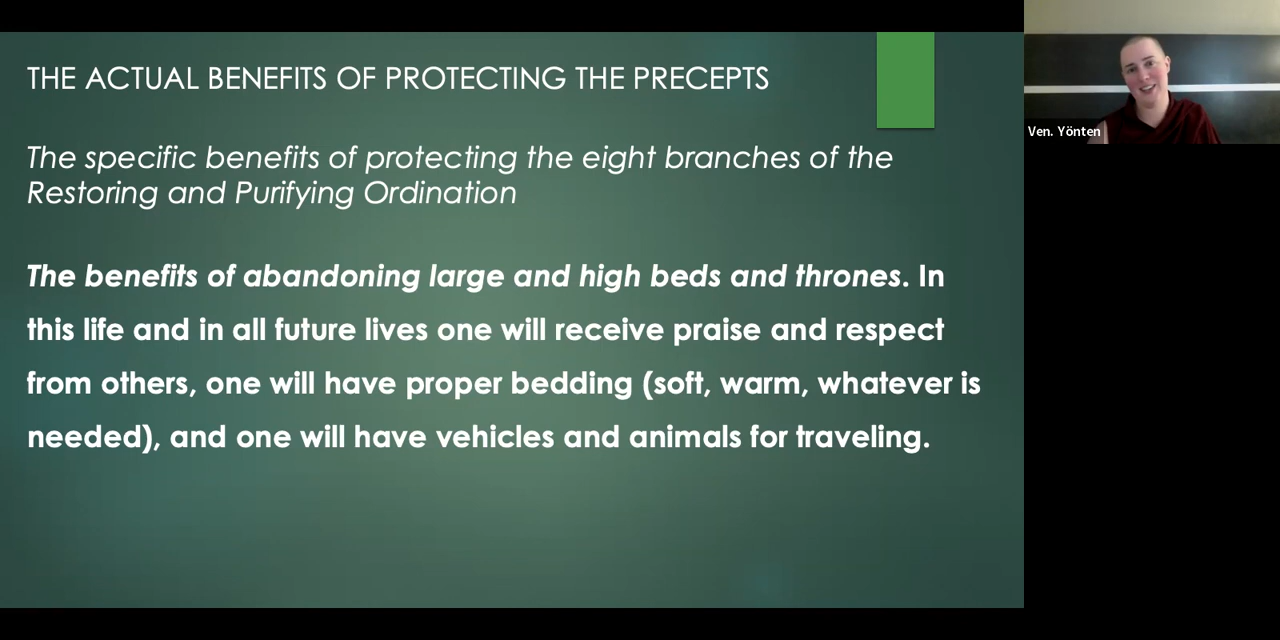 THE ACTUAL BENEFITS OF PROTECTING THE PRECEPTS
The specific benefits of protecting the eight branches of the
Restoring and Purifying Ordination
The benefits of abandoning large and high beds and thrones. In
this life and in all future lives one will receive praise and respect
from others, one will have proper bedding (soft, warm, whatever is
needed), and one will have vehicles and animals for traveling.
Ven. Yönten